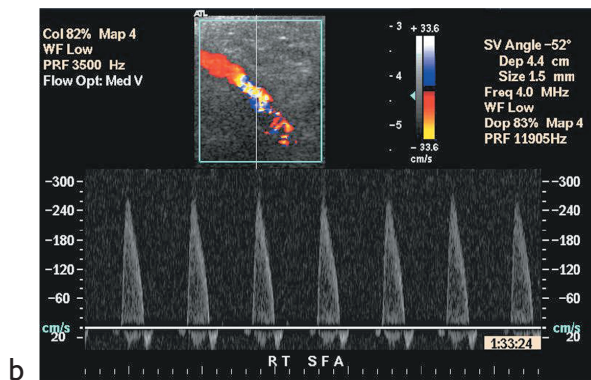 Col 82% Map 4
WF Low
PRF 3500 Hz
Flow Opt: Med V
ATL
- 3
-4
-5
+ 33.6
- 33.6
cm/s
SV Angle -52°
Dep 4.4 cm
Size 1.5 mm
Freq 4.0 MHz
WF Low
Dop 83% Map 4
PRF 11905Hz
-300- -300-
-240- -240-
-180- -180-
-120- -120-
-60- -60-
cm/s cm/s
20 20
1:33:24
RT SFA
b